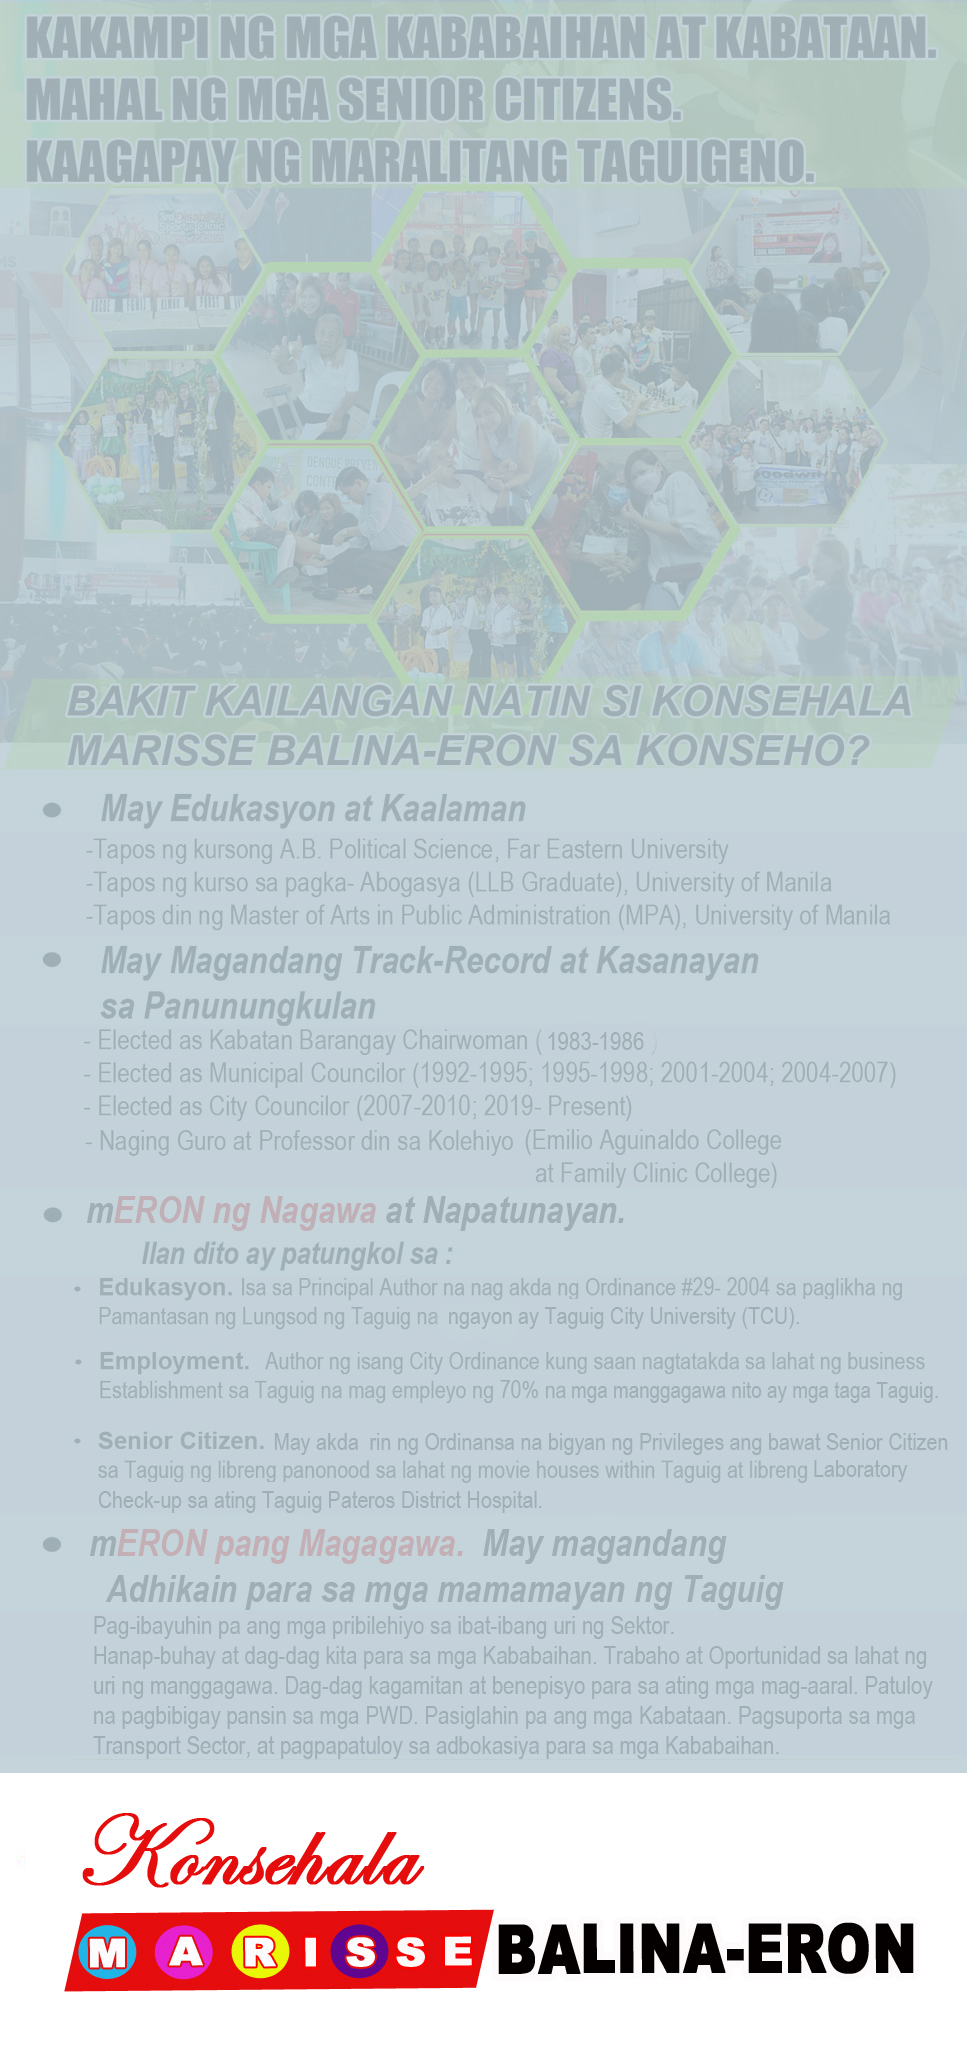 KAKAMPI NG MGA KABABAIHAN AT KABATAAN.
MAHAL NG MGA SENIOR CITIZENS.
KAAGAPAY NG MARALITANG TAGUIGENO.
BAKIT KAILANGAN NATIN SI KONSEHALA
MARISSE BALINA-ERON SA KONSEHO?
● May Edukasyon at Kaalaman
-Tapos ng kursong A.B. Political Science, Far Eastern University
-Tapos ng kurso sa pagka- Abogasya (LLB Graduate), University of Manila
-Tapos din ng Master of Arts in Public Administration (MPA), University of Manila
● May Magandang Track-Record at Kasanayan
sa Panunungkulan
- Elected as Kabatan Barangay Chairwoman ( 1983-1986 )
- Elected as Municipal Councilor (1992-1995; 1995-1998; 2001-2004; 2004-2007)
- Elected as City Councilor (2007-2010; 2019- Present)
- Naging Guro at Professor din sa Kolehiyo (Emilio Aguinaldo College
at Family Clinic College)
● mERON ng Nagawa at Napatunayan.
Ilan dito ay patungkol sa :
• Edukasyon. Isa sa Principal Author na nag akda ng Ordinance #29- 2004 sa paglikha ng
Pamantasan ng Lungsod ng Taguig na ngayon ay Taguig City University (TCU).
• Employment. Author ng isang City Ordinance kung saan nagtatakda sa lahat ng business
Establishment sa Taguig na mag empleyo ng 70% na mga manggagawa nito ay mga taga Taguig.
• Senior Citizen. May akda rin ng Ordinansa na bigyan ng Privileges ang bawat Senior Citizen
sa Taguig ng libreng panonood sa lahat ng movie houses within Taguig at libreng Laboratory
Check-up sa ating Taguig Pateros District Hospital.
● mERON pang Magagawa. May magandang
Adhikain para sa mga mamamayan ng Taguig
Pag-ibayuhin pa ang mga pribilehiyo sa ibat-ibang uri ng Sektor.
Hanap-buhay at dag-dag kita para sa mga Kababaihan. Trabaho at Oportunidad sa lahat ng
uri ng manggagawa. Dag-dag kagamitan at benepisyo para sa ating mga mag-aaral. Patuloy
na pagbibigay pansin sa mga PWD. Pasiglahin pa ang mga Kabataan. Pagsuporta sa mga
Transport Sector, at pagpapatuloy sa adbokasiya para sa mga Kababaihan.
Konsehala
MARISSE BALINA-ERON